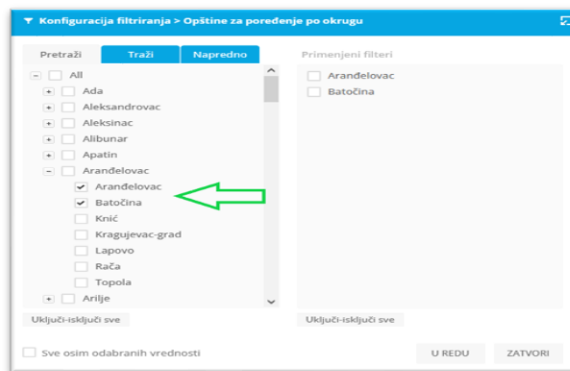 Konfiguracija filtriranja > Opštine za poređenje po okrugu
Pretraži Traži Napredno
All
Ada
Aleksandrovac
Aleksinac
Alibunar
Apatin
Aranđelovac
Aranđelovac
Batočina
Knić
Kragujevac-grad
Lapovo
Rača
Topola
Arilje
Uključi-isključi sve
Primenjeni filteri
Aranđelovac
Batočina
Uključi-isključi sve
Sve osim odabranih vrednosti
U REDU ZATVORI